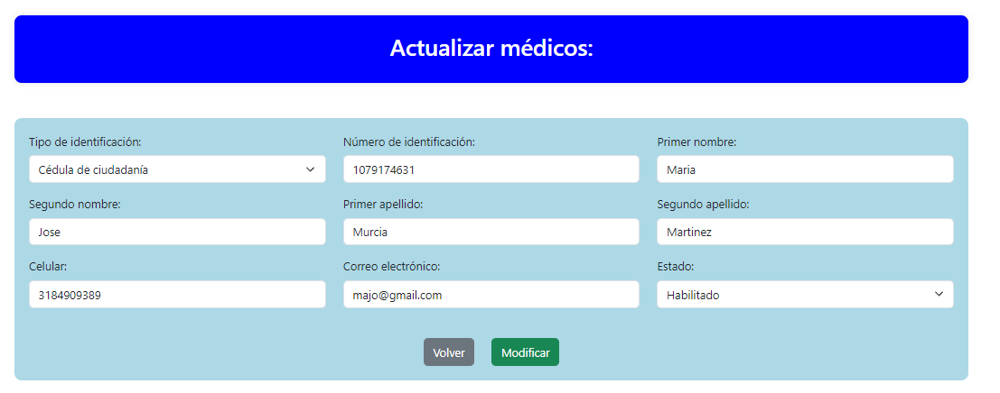 Actualizar médicos:
Tipo de identificación: Número de identificación: Primer nombre:
Cédula de ciudadanía 1079174631 Maria
Segundo nombre: Primer apellido: Segundo apellido:
Jose Murcia Martinez
Celular: Correo electrónico: Estado:
3184909389 majo@gmail.com Habilitado
Volver Modificar